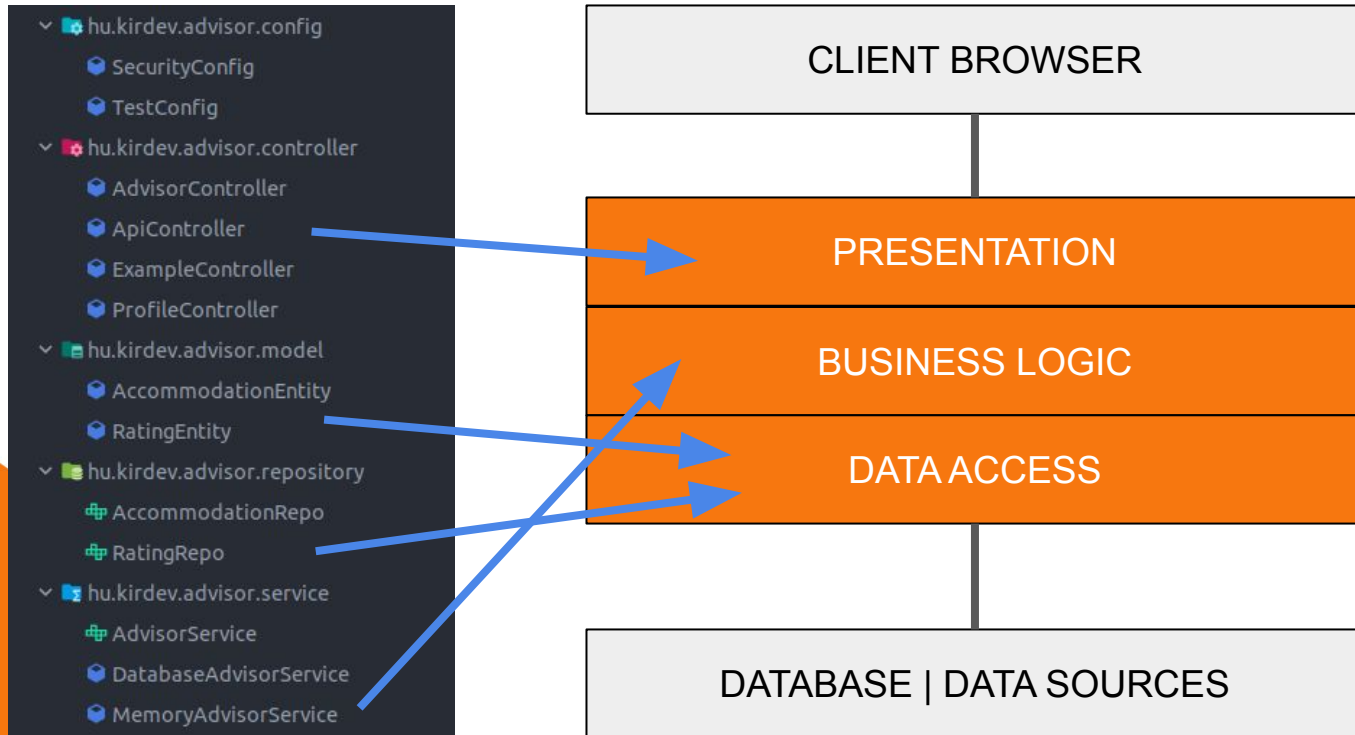 hu.kirdev.advisor.config
SecurityConfig
TestConfig
hu.kirdev.advisor.controller
AdvisorController
ApiController
ExampleController
ProfileController
hu.kirdev.advisor.model
AccommodationEntity
RatingEntity
hu.kirdev.advisor.repository
AccommodationRepo
RatingRepo
hu.kirdev.advisor.service
AdvisorService
DatabaseAdvisorService
MemoryAdvisorService
CLIENT BROWSER
PRESENTATION
BUSINESS LOGIC
DATA ACCESS
DATABASE | DATA SOURCES